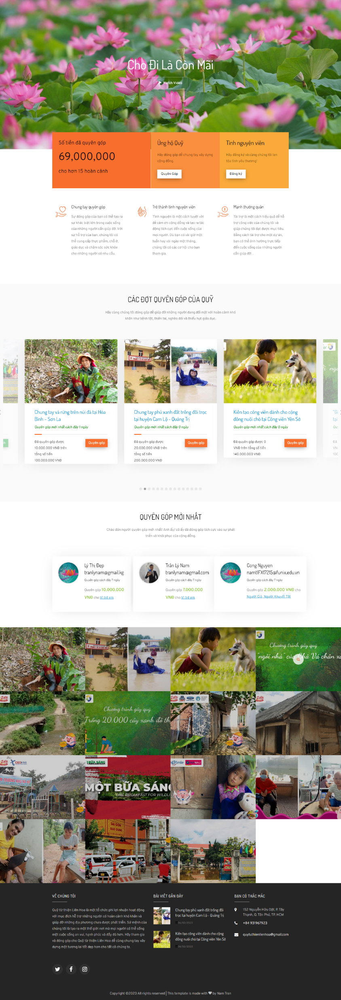 Cho Đi Là Còn Mãi
Watch Video
Số tiền đã quyên góp
69,000,000
cho hơn 15 hoàn cảnh
Ủng hộ Quỹ
Hãy đóng góp để chung tay xây dựng
cộng đồng.
Quyên Góp
Tình nguyện viên
Hãy đăng ký và cùng chúng tôi lan
tỏa tình yêu thương!
Đăng ký
Chung tay quyên góp
Sự đóng góp của bạn có thể tạo ra
sự khác biệt lớn trong cuộc sống
của những người cần giúp đỡ. Với
sự hỗ trợ của bạn, chúng tôi có
thể cung cấp thực phẩm, chỗ ở,
giáo dục và chăm sóc sức khỏe
cho những người có nhu cầu.
Trở thành tình nguyện viên
Tình nguyện là một cách tuyệt vời
để cảm ơn cộng đồng và tạo ra tác
động tích cực đến cuộc sống của
mọi người. Dù bạn có vài giờ một
tuần hay vài ngày một tháng,
chúng tôi có các cơ hội cho bạn
tham gia.
Mạnh thường quân
Tài trợ là một cách hiệu quả để hỗ
trợ công việc của chúng tôi và
giúp chúng tôi đạt được mục tiêu.
Bằng cách tài trợ cho một dự án,
bạn có thể ảnh hưởng trực tiếp
đến cuộc sống của những người
cần giúp đỡ...
CÁC ĐỢT QUYÊN GÓP CỦA QUỸ
Hãy cùng chúng tôi đóng góp để giúp đỡ những người đang đối mặt với hoàn cảnh khó
khăn như bệnh tật, thiên tai, nghèo đói và thiếu hụt giáo dục.
Chung tay vá rừng trên núi đá tại Hòa
Bình – Sơn La
Quyên góp mới nhất cách đây 1 ngày
Đã quyên góp được
10.000.000 VNĐ trên
tổng số tiền
100.000.000 VNĐ
Quyên góp
Chung tay phủ xanh đất trống đồi trọc
tại huyện Cam Lộ - Quảng Trị
Quyên góp mới nhất cách đây 0 ngày
Đã quyên góp được
20.000.000 VNĐ trên
tổng số tiền
200.000.000 VNĐ
Quyên góp
Kiến tạo công viên dành cho cộng
đồng nuôi chó tại Công viên Yên Sở
Quyên góp mới nhất cách đây 0 ngày
Đã quyên góp được 0
VNĐ trên tổng số tiền
140.000.000 VNĐ
Quyên góp
QUYÊN GÓP MỚI NHẤT
Chào đón người quyên góp mới nhất! Anh ấy/ cô ấy đã đóng góp tích cực vào sự phát
triển và khôi phục của cộng đồng.
Lý Thị Đẹp
tranlynam@gmail.kg
Quyên góp cách đây 7 ngày
Quyên góp 10.000.000
VNĐ cho Vì trẻ em
Trần Lý Nam
tranlynam@gmail.com
Quyên góp cách đây 7 ngày
Quyên góp 7.000.000
VNĐ cho Vì trẻ em
Cong Nguyen
namtlFX17215@funix.edu.vn
Quyên góp cách đây 7 ngày
Quyên góp 2.000.000 VNĐ cho
Người Già, Người Khuyết Tật
Chương trình gây quỹ
"ngôi nhà" của Chà Vá chân
Chương trình gây quỹ
Trồng 20.000 cây xanh đô th
CEOHNE
1 BỮA SÁNG
MỘT BỮA SÁN
ONE BREAKFAST FOR WILDL
Smile
SÀI GÒN
BAO DUNG
VỀ CHÚNG TÔI
Quỹ từ thiện Liên Hoa là một tổ chức phi lợi nhuận hoạt động
với mục đích hỗ trợ những người có hoàn cảnh khó khăn và
giúp đỡ những địa phương chưa được phát triển. Sứ mệnh của
chúng tôi là tạo ra một thế giới nơi mà mọi người có thể sống
một cuộc sống an vui, hạnh phúc và đầy đủ hơn. Hãy tham gia
và đóng góp cho Quỹ từ thiện Liên Hoa để cùng chung tay xây
dựng một tương lai tốt đẹp hơn cho tất cả chúng ta.
BÀI VIẾT GẦN ĐÂY
Chung tay phủ xanh đất trống đồi
trọc tại huyện Cam Lộ - Quảng Trị
06/02/2023
Kiến tạo công viên dành cho cộng
đồng nuôi chó tại Công viên Yên Sở
06/02/2023
BẠN CÓ THẮC MẮC
152 Nguyễn Hữu Dật, P. Tây
Thạnh, Q. Tân Phú, TP. HCM
+84 931967923
quytuthienlienhoa@gmail.com
Copyright ©2023 All rights reserved | This template is made with ❤ by Nam Tran